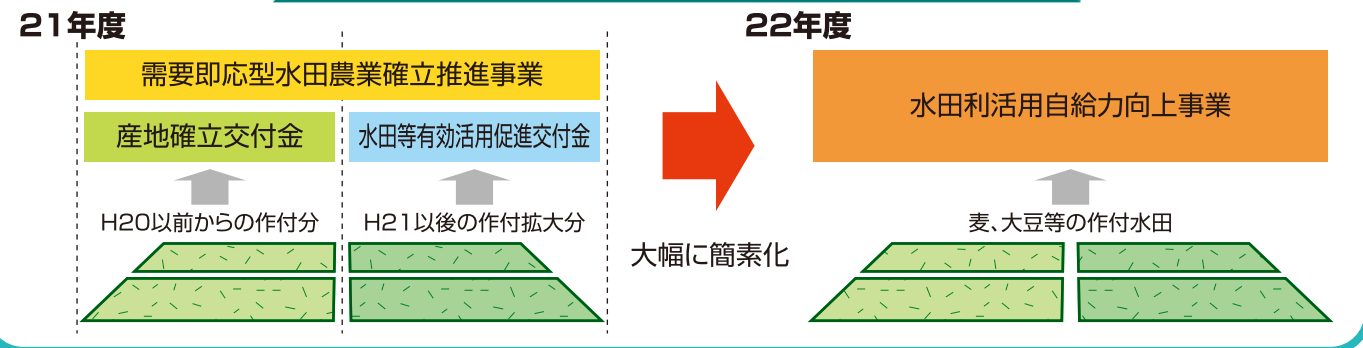 21年度
需要即応型水田農業確立推進事業
産地確立交付金
水田等有効活用促進交付金
H20以前からの作付分
H21以後の作付拡大分
大幅に簡素化
22年度
水田利活用自給力向上事業
麦、大豆等の作付水田